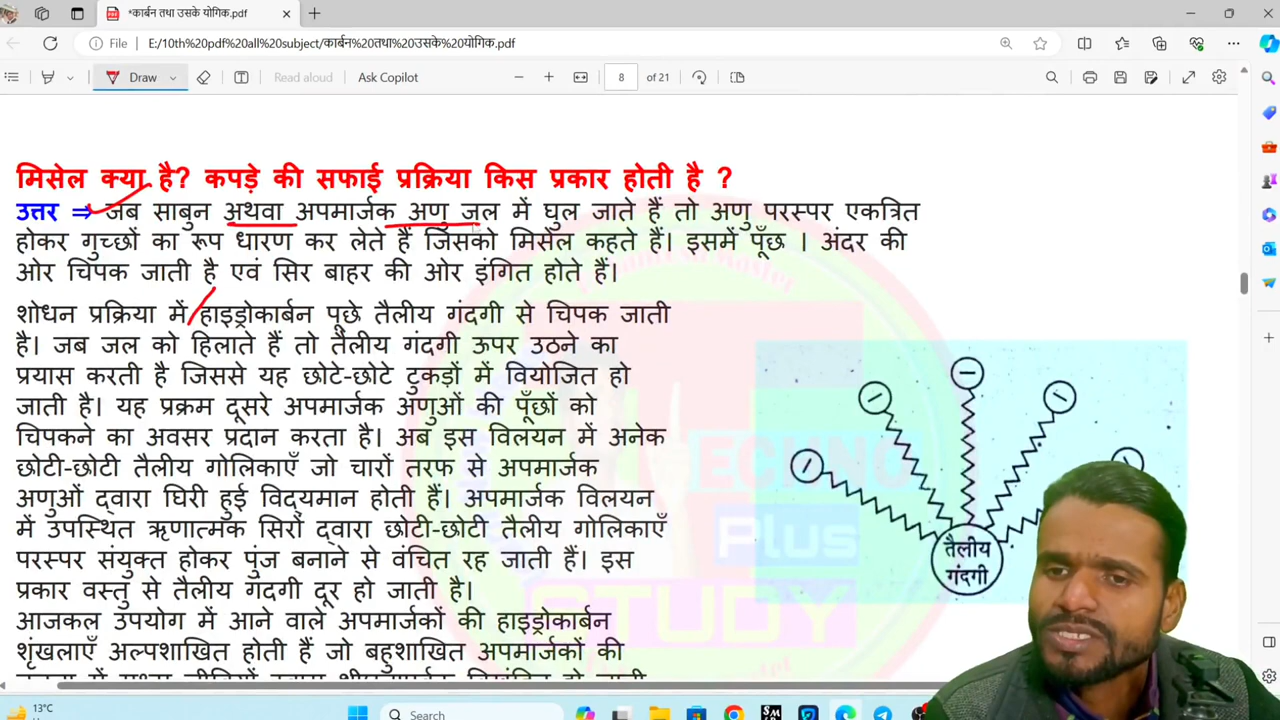 *कार्बन तथा उसके योगिक.pdf
File
E:/10th%20pdf%20all%20subject/कार्बन%20तथा%20उसके%20योगिक.pdf
Draw
Read aloud
Ask Copilot
8
of 21
मिसेल क्या है? कपड़े की सफाई प्रक्रिया किस प्रकार होती है ?
उत्तर ⇒ जब साबुन अथवा अपमार्जक अणु जल में घुल जाते हैं तो अणु परस्पर एकत्रित
होकर गुच्छों का रूप धारण कर लेते हैं जिसको मिसेल कहते हैं। इसमें पूँछ । अंदर की
ओर चिपक जाती है एवं सिर बाहर की ओर इंगित होते हैं।
शोधन प्रक्रिया में हाइड्रोकार्बन पूछे तैलीय गंदगी से चिपक जाती
है। जब जल को हिलाते हैं तो तैलीय गंदगी ऊपर उठने का
प्रयास करती है जिससे यह छोटे-छोटे टुकड़ों में वियोजित हो
जाती है। यह प्रक्रम दूसरे अपमार्जक अणुओं की पूँछों को
चिपकने का अवसर प्रदान करता है। अब इस विलयन में अनेक
छोटी-छोटी तैलीय गोलिकाएँ जो चारों तरफ से अपमार्जक
अणुओं द्वारा घिरी हुई विद्यमान होती हैं। अपमार्जक विलयन
में उपस्थित ऋणात्मक सिरों द्वारा छोटी-छोटी तैलीय गोलिकाएँ
परस्पर संयुक्त होकर पुंज बनाने से वंचित रह जाती हैं। इस
प्रकार वस्तु से तैलीय गंदगी दूर हो जाती है।
आजकल उपयोग में आने वाले अपमार्जकों की हाइड्रोकार्बन
शृंखलाएँ अल्पशाखित होती हैं जो बहुशाखित अपमार्जकों की
तैलीय
गंदगी
TECHNO
Plus
STUDY
13°C
Search